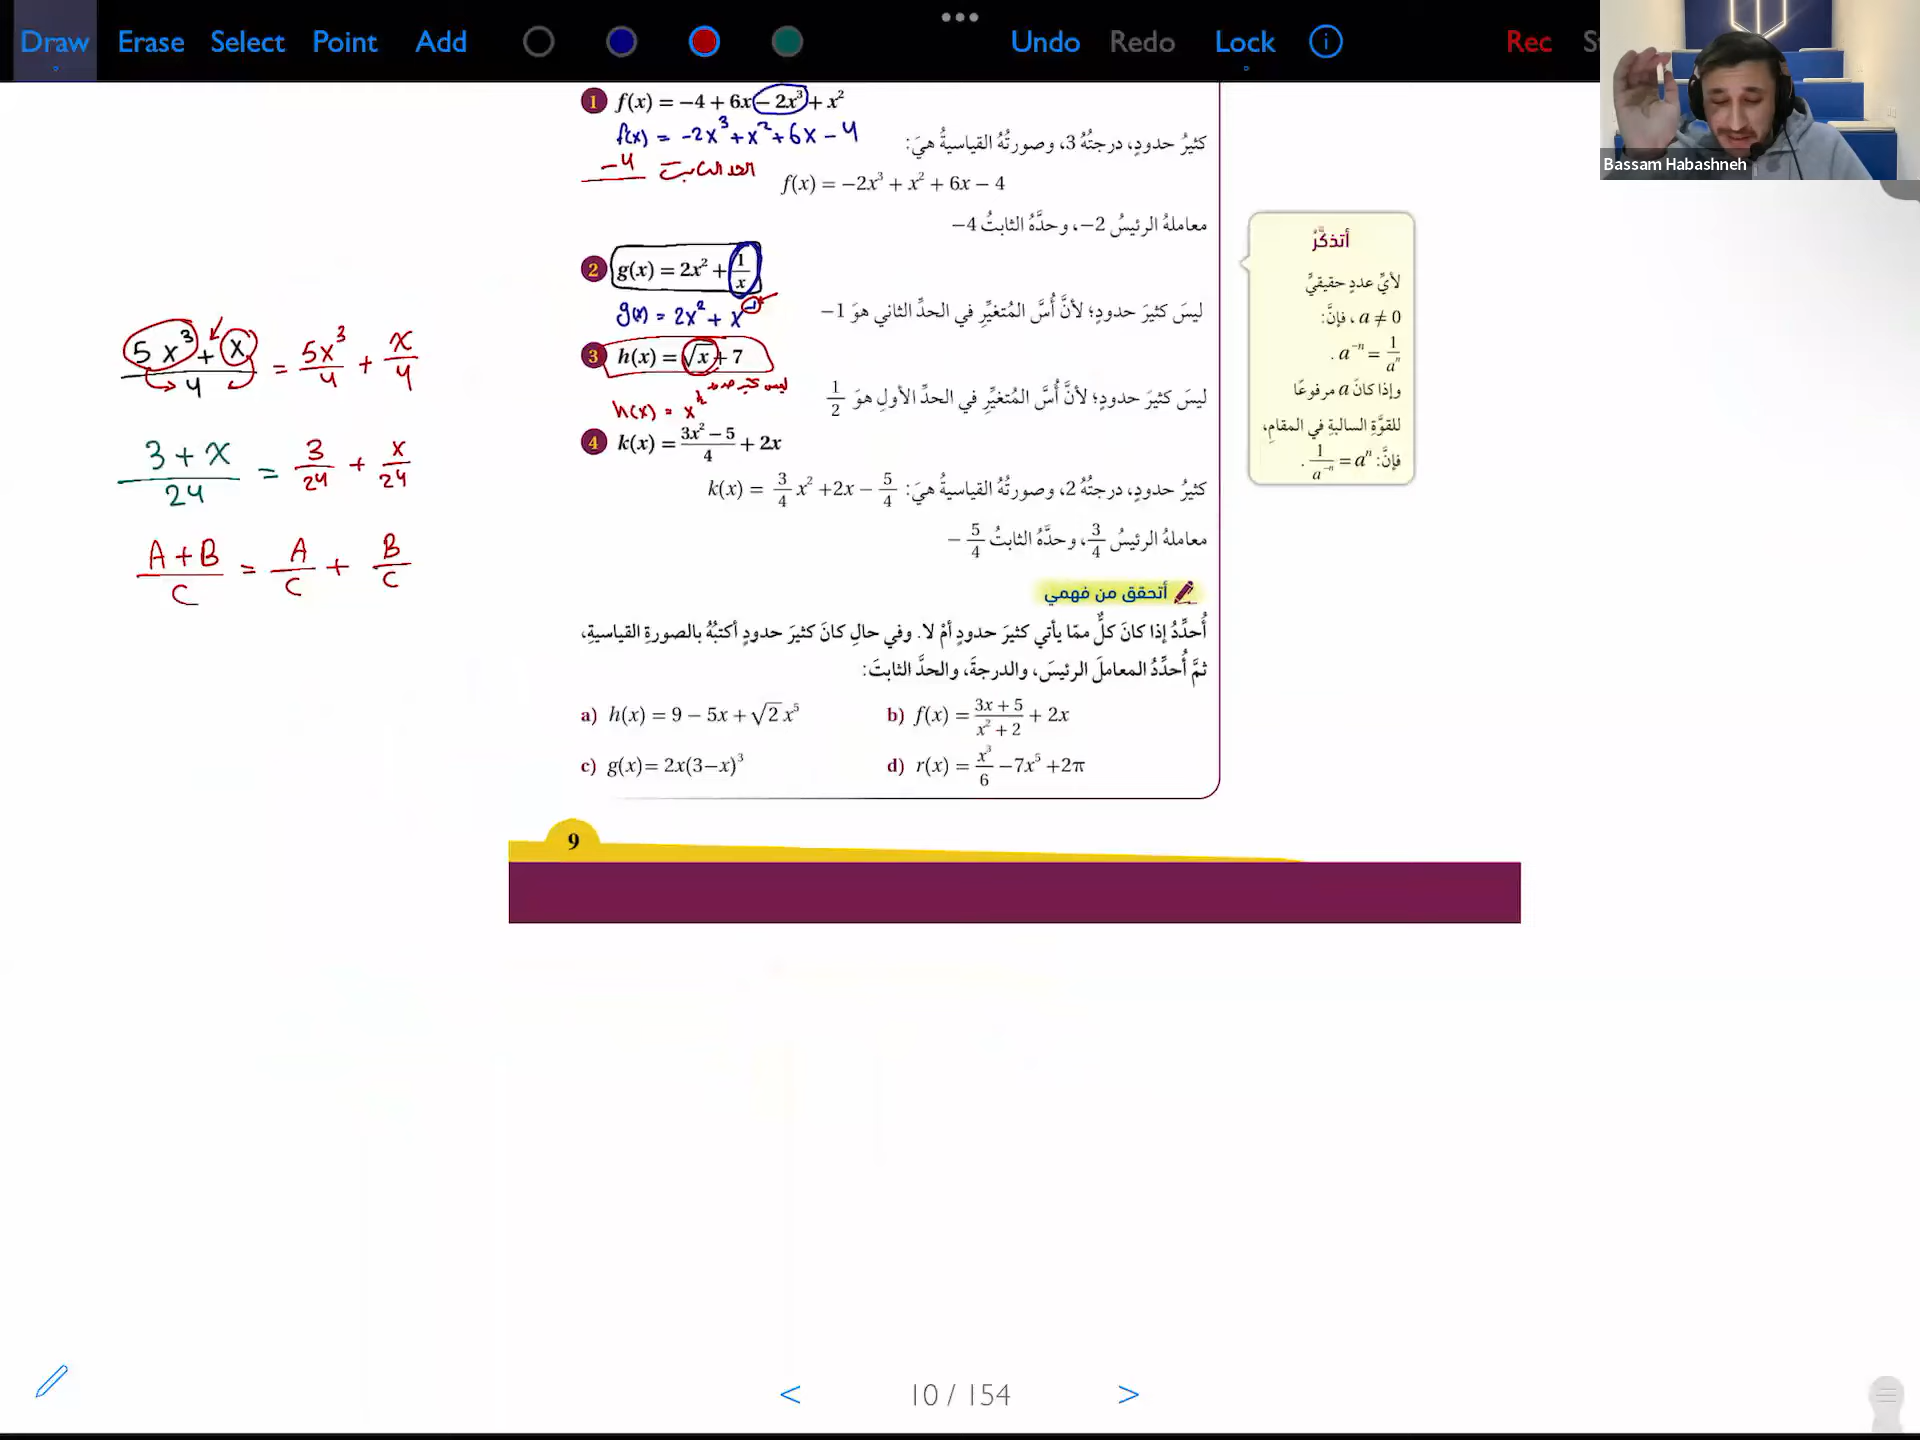 Draw Erase Select Point Add Undo Redo Lock Rec
Bassam Habashneh
1 f(x) = −4 + 6x − 2x³ + x²
f(x) = -2x³ + x² + 6x - 4
كثيرُ حدودٍ، درجتُهُ 3، وصورتُهُ القياسيةُ هيَ:
-4 الحد الثابت
f(x) = −2x³ + x² + 6x − 4
معاملهُ الرئيسُ 2−، وحدَّهُ الثابتُ 4−
2 g(x) = 2x² + 1/x
g(x) = 2x² + x⁻¹
ليسَ كثيرَ حدودٍ؛ لأنَّ أُسَّ المُتغيِّرِ في الحدِّ الثاني هوَ 1−
3 h(x) = √x + 7
ليس كثير حدود
h(x) = x^½
ليسَ كثيرَ حدودٍ؛ لأنَّ أُسَّ المُتغيِّرِ في الحدِّ الأولِ هوَ 1/2
4 k(x) = (3x² − 5)/4 + 2x
كثيرُ حدودٍ، درجتُهُ 2، وصورتُهُ القياسيةُ هيَ: k(x) = 3/4 x² + 2x − 5/4
معاملهُ الرئيسُ 3/4، وحدَّهُ الثابتُ 5/4 −
أتحقق من فهمي
أُحدِّدُ إذا كانَ كلٌّ ممّا يأتي كثيرَ حدودٍ أمْ لا. وفي حالِ كانَ كثيرَ حدودٍ أكتبُهُ بالصورةِ القياسيةِ،
ثمَّ أُحدِّدُ المعاملَ الرئيسَ، والدرجةَ، والحدَّ الثابتَ:
a) h(x) = 9 − 5x + √2 x⁵ b) f(x) = (3x + 5)/(x² + 2) + 2x
c) g(x) = 2x(3−x)³ d) r(x) = x³/6 − 7x⁵ + 2π
9
أتذكَّرُ
لأيِّ عددٍ حقيقيٍّ
a ≠ 0، فإنَّ:
a⁻ⁿ = 1/aⁿ .
وإذا كانَ a مرفوعًا
للقوَّةِ السالبةِ في المقامِ،
فإنَّ: 1/a⁻ⁿ = aⁿ .
(5x³ + x)/4 = 5x³/4 + x/4
(3 + x)/24 = 3/24 + x/24
(A + B)/C = A/C + B/C
< 10 / 154 >